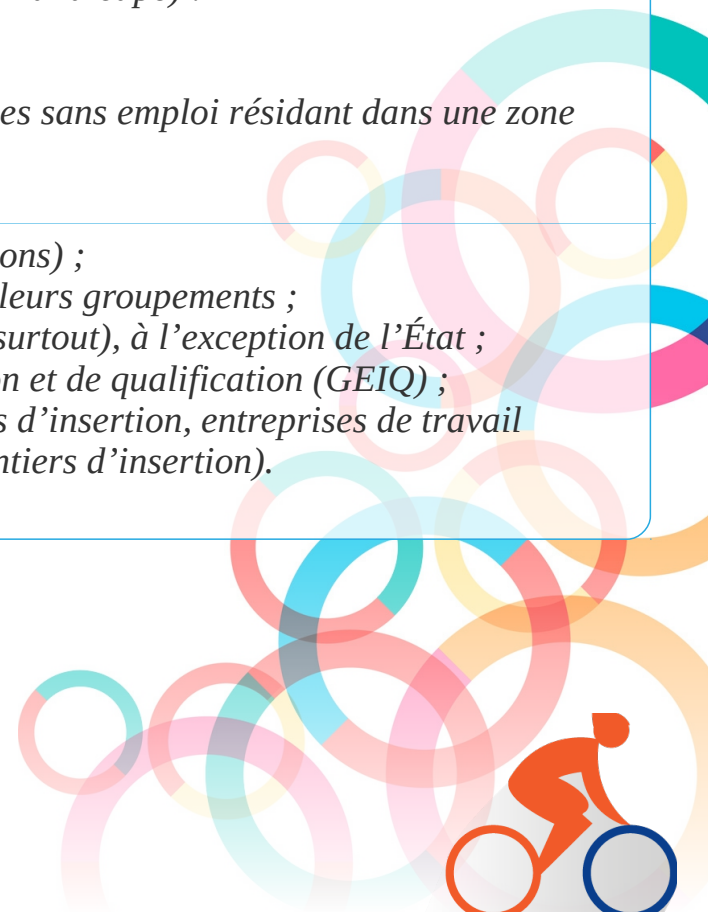 es sans emploi résidant dans une zone
ons) ;
leurs groupements ;
surtout), à l’exception de l’État ;
on et de qualification (GEIQ) ;
s d’insertion, entreprises de travail
ntiers d’insertion).